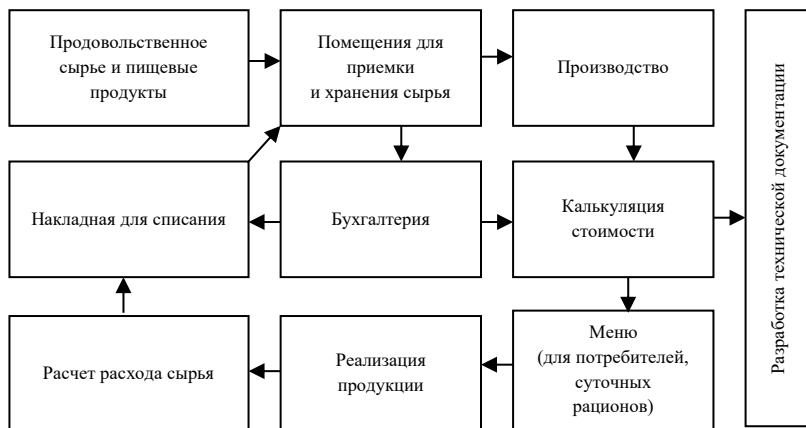 Продовольственное
сырье и пищевые
продукты
Помещения для
приемки
и хранения сырья
Производство
Накладная для списания
Бухгалтерия
Калькуляция
стоимости
Расчет расхода сырья
Реализация
продукции
Меню
(для потребителей,
суточных
рационов)
Разработка технической документации